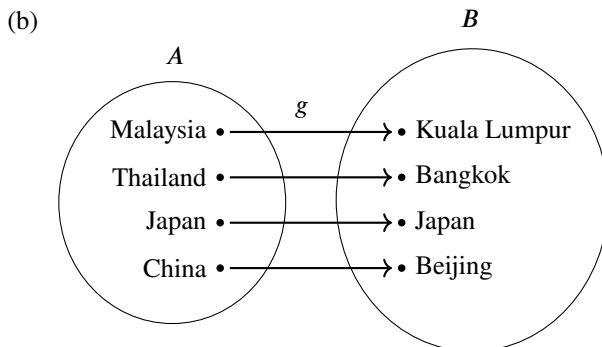 (b)
A
B
g
Malaysia Kuala Lumpur
Thailand Bangkok
Japan Japan
China Beijing